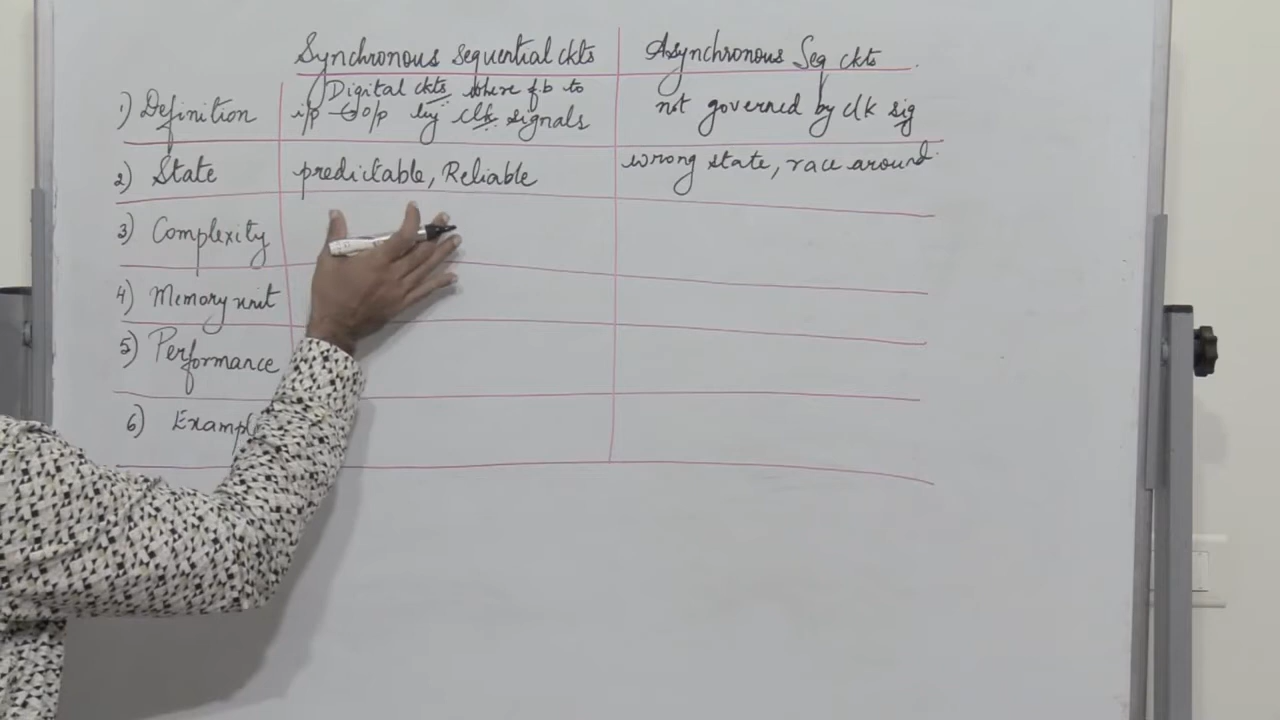 Synchronous sequential ckts
Asynchronous Seq ckts
1) Definition
Digital ckts where f.b to
i/p → o/p by clk signals
not governed by clk sig
2) State
predictable, Reliable
wrong state, race around
3) Complexity
4) Memory unit
5) Performance
6) Exampl